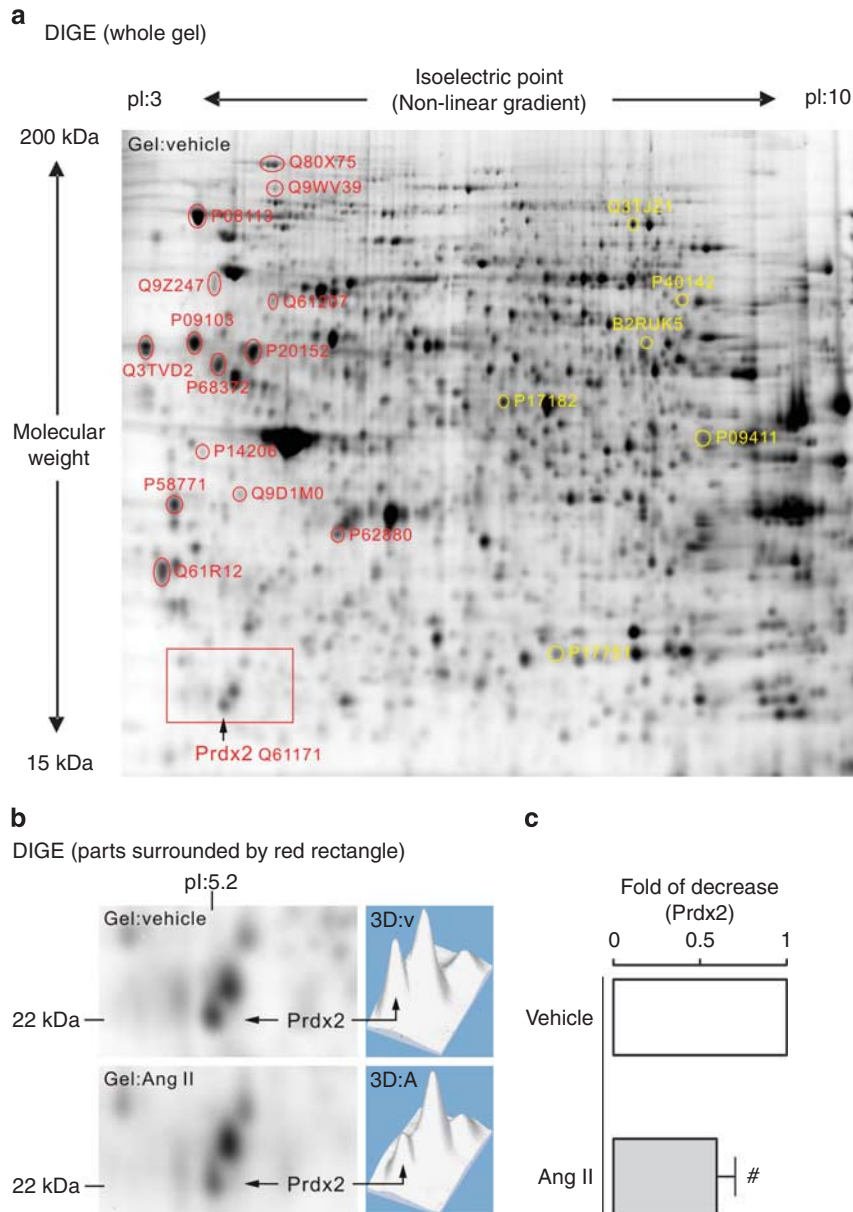 a
DIGE (whole gel)
pI:3
Isoelectric point
(Non-linear gradient)
pI:10
200 kDa
Gel:vehicle
Q80X75
Q9WV39
P08113
Q3TJZ1
Q9Z247
Q61207
P40142
P09103
B2RUK5
P20152
Q3TVD2
P68372
P17182
Molecular
weight
P14206
P09411
P58771
Q9D1M0
P62880
Q61R12
P17751
Prdx2 Q61171
15 kDa
b
DIGE (parts surrounded by red rectangle)
pI:5.2
Gel:vehicle
3D:v
22 kDa
Prdx2
Gel:Ang II
3D:A
22 kDa
Prdx2
c
Fold of decrease
(Prdx2)
0 0.5 1
Vehicle
Ang II
#